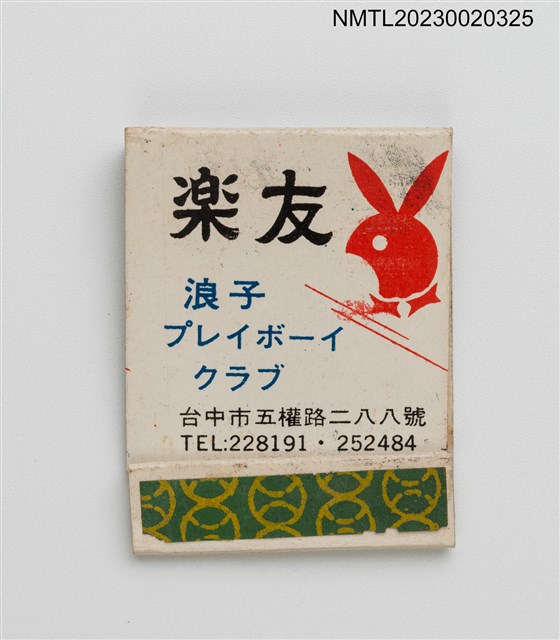 NMTL20230020325
楽友
浪子
プレイボーイ
クラブ
台中市五權路二八八號
TEL:228191・252484